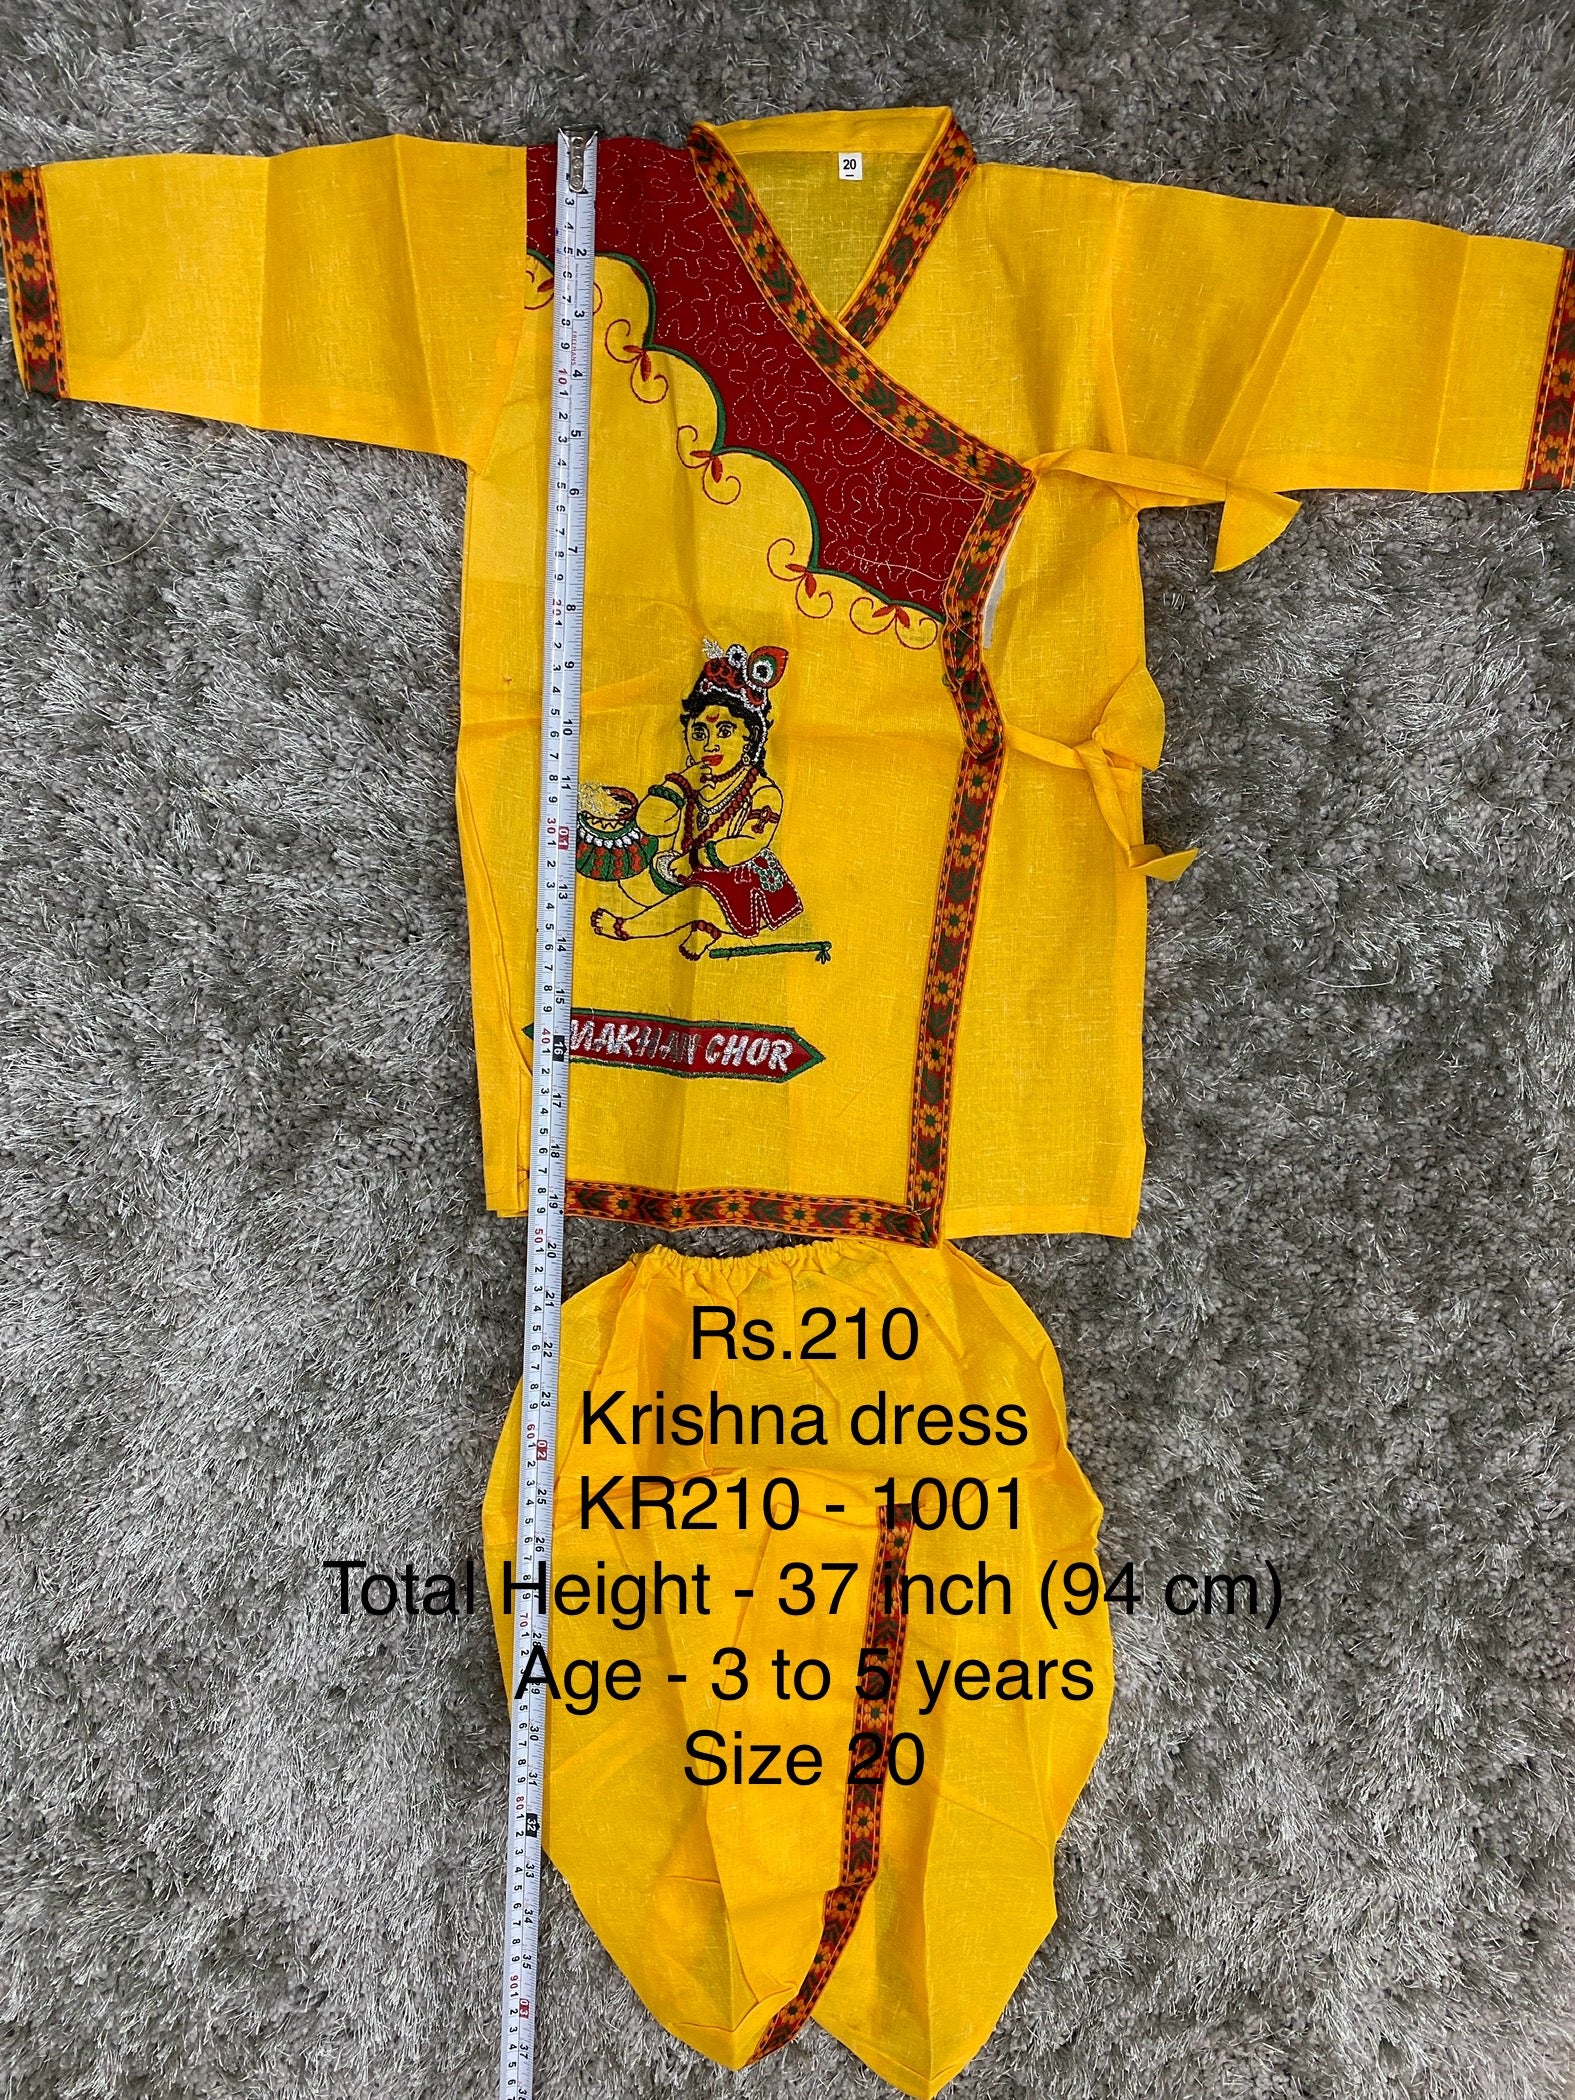 20
MAKHAN CHOR
Rs.210
Krishna dress
KR210 - 1001
Total Height - 37 inch (94 cm)
Age - 3 to 5 years
Size 20